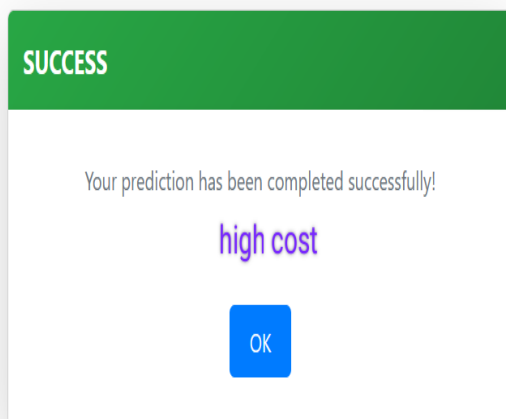 SUCCESS
Your prediction has been completed successfully!
high cost
OK